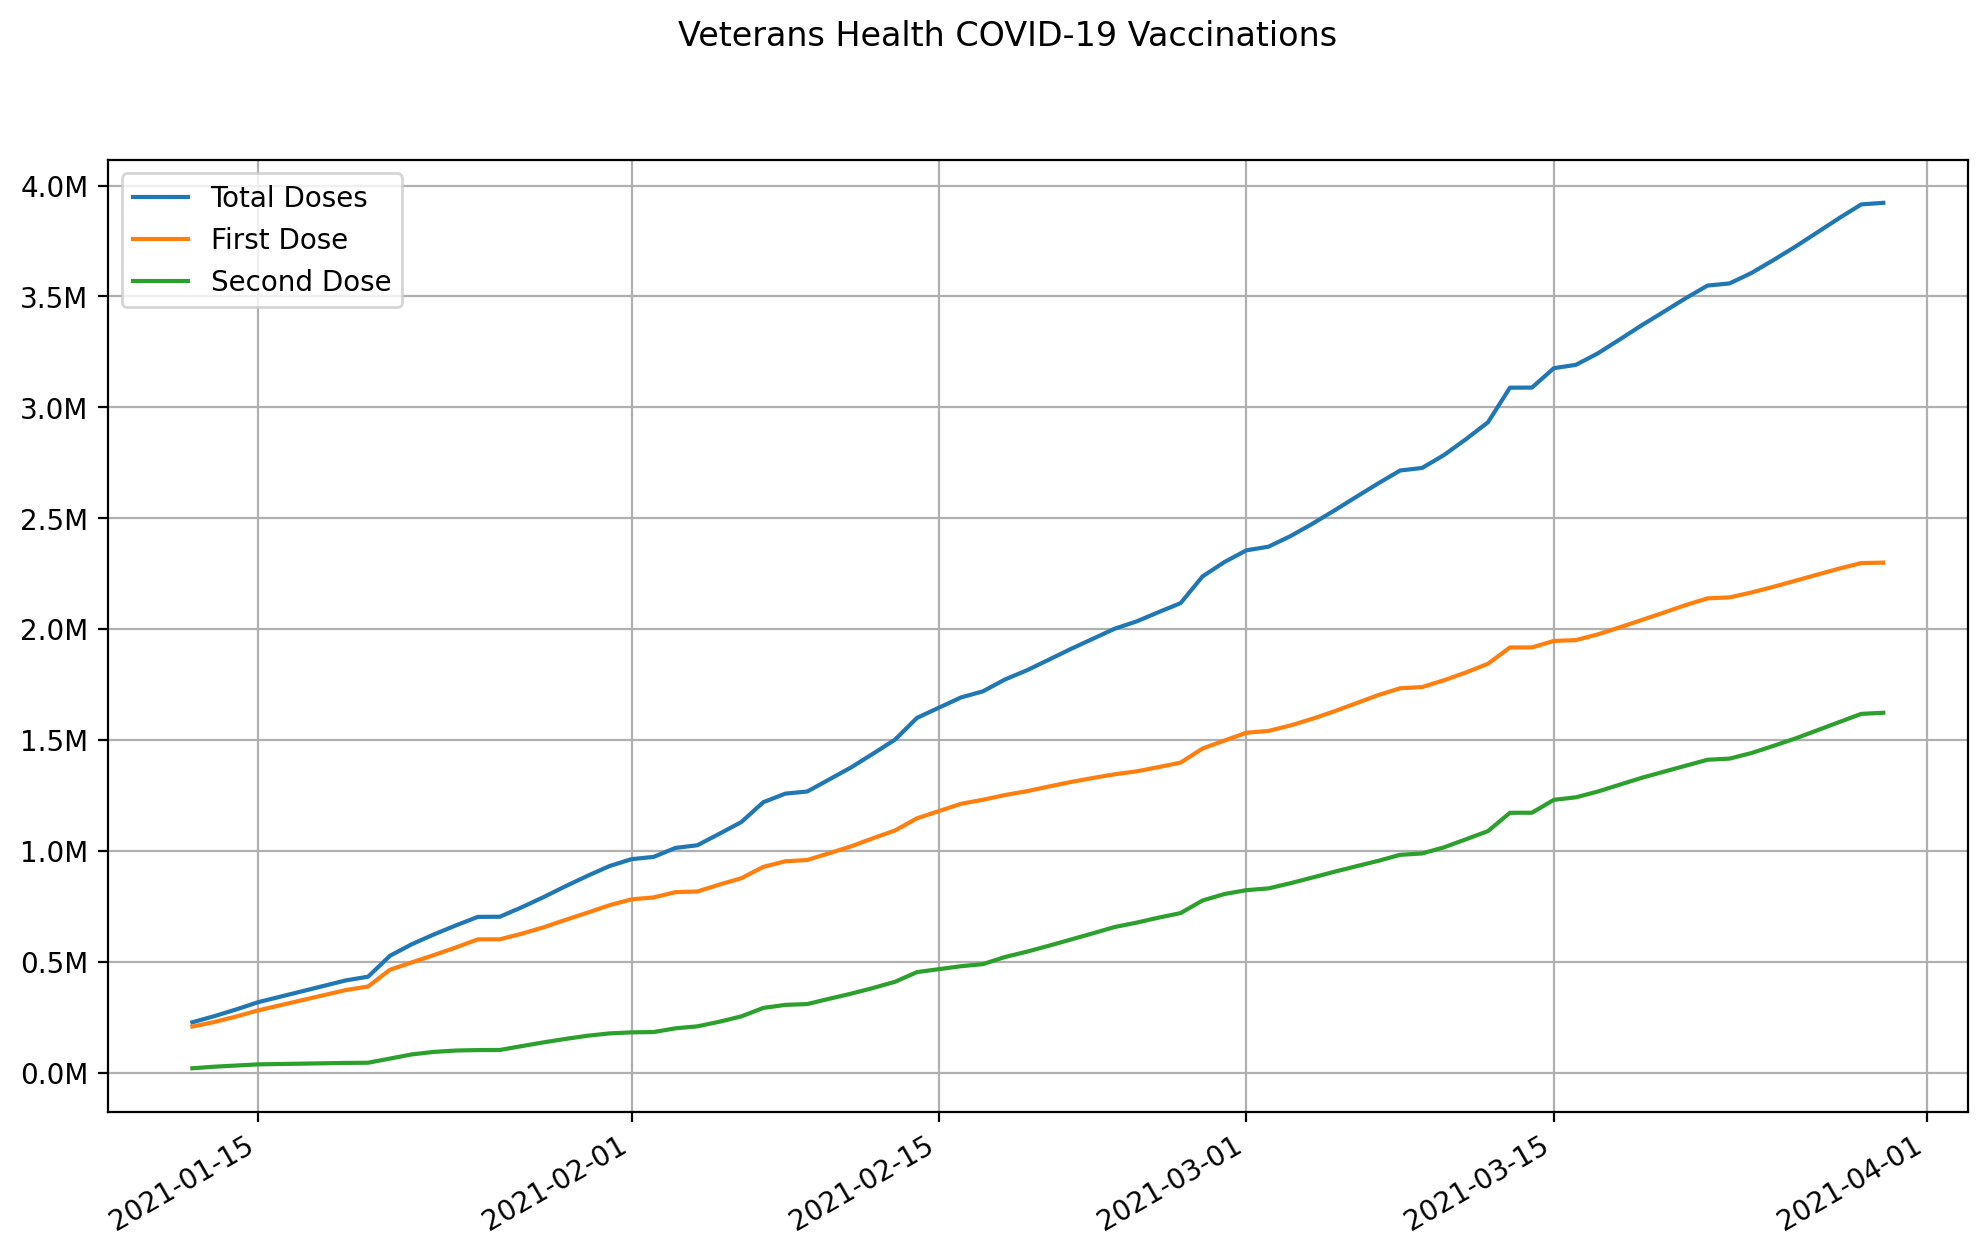 Veterans Health COVID-19 Vaccinations
Total Doses
First Dose
Second Dose
4.0M
3.5M
3.0M
2.5M
2.0M
1.5M
1.0M
0.5M
0.0M
2021-01-15
2021-02-01
2021-02-15
2021-03-01
2021-03-15
2021-04-01